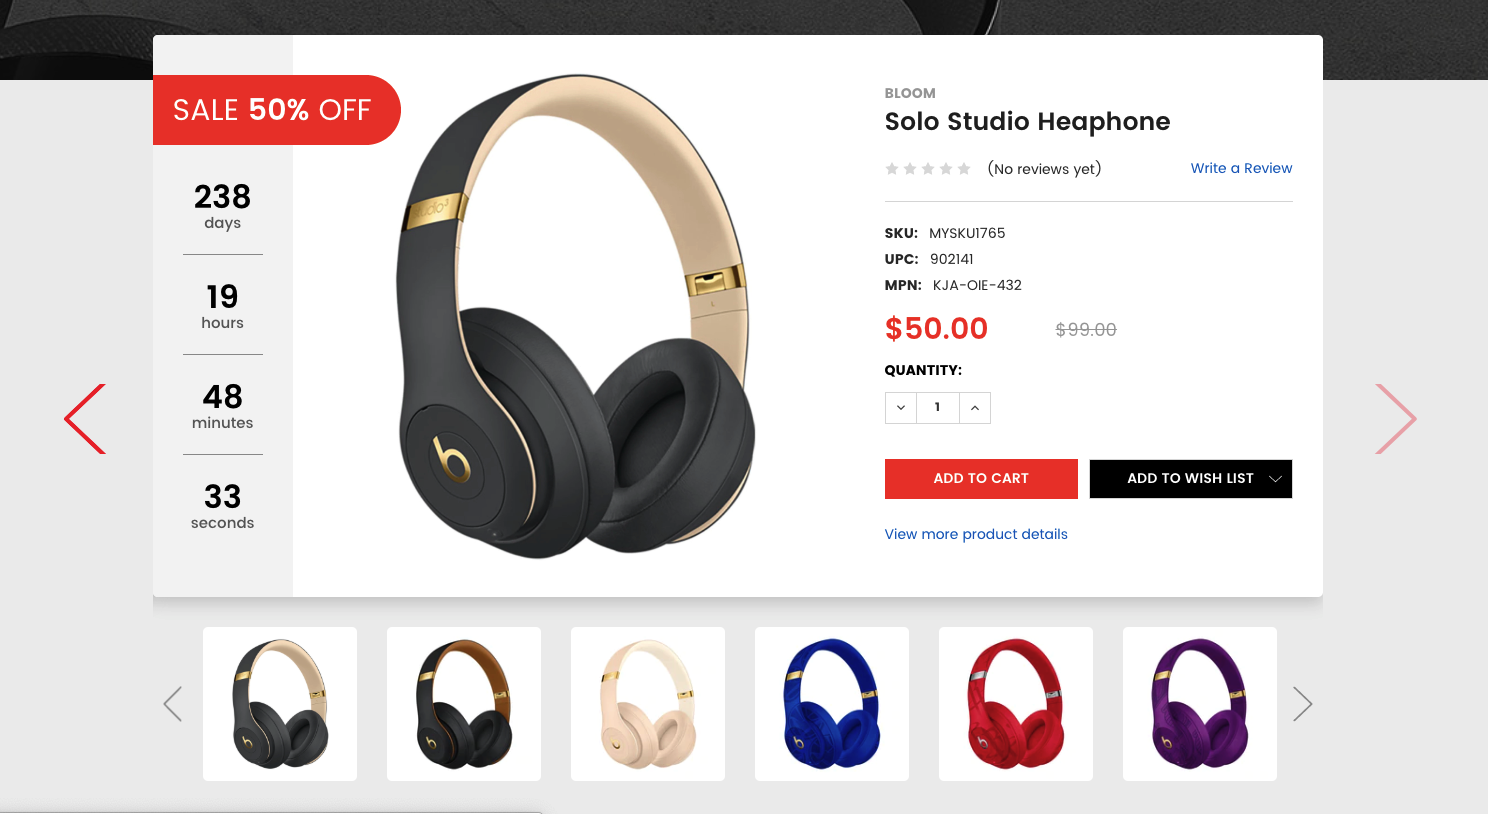 SALE 50% OFF
238
days
19
hours
48
minutes
33
seconds
BLOOM
Solo Studio Heaphone
(No reviews yet)
Write a Review
SKU: MYSKU1765
UPC: 902141
MPN: KJA-OIE-432
$50.00 $99.00
QUANTITY:
1
ADD TO CART
ADD TO WISH LIST
View more product details